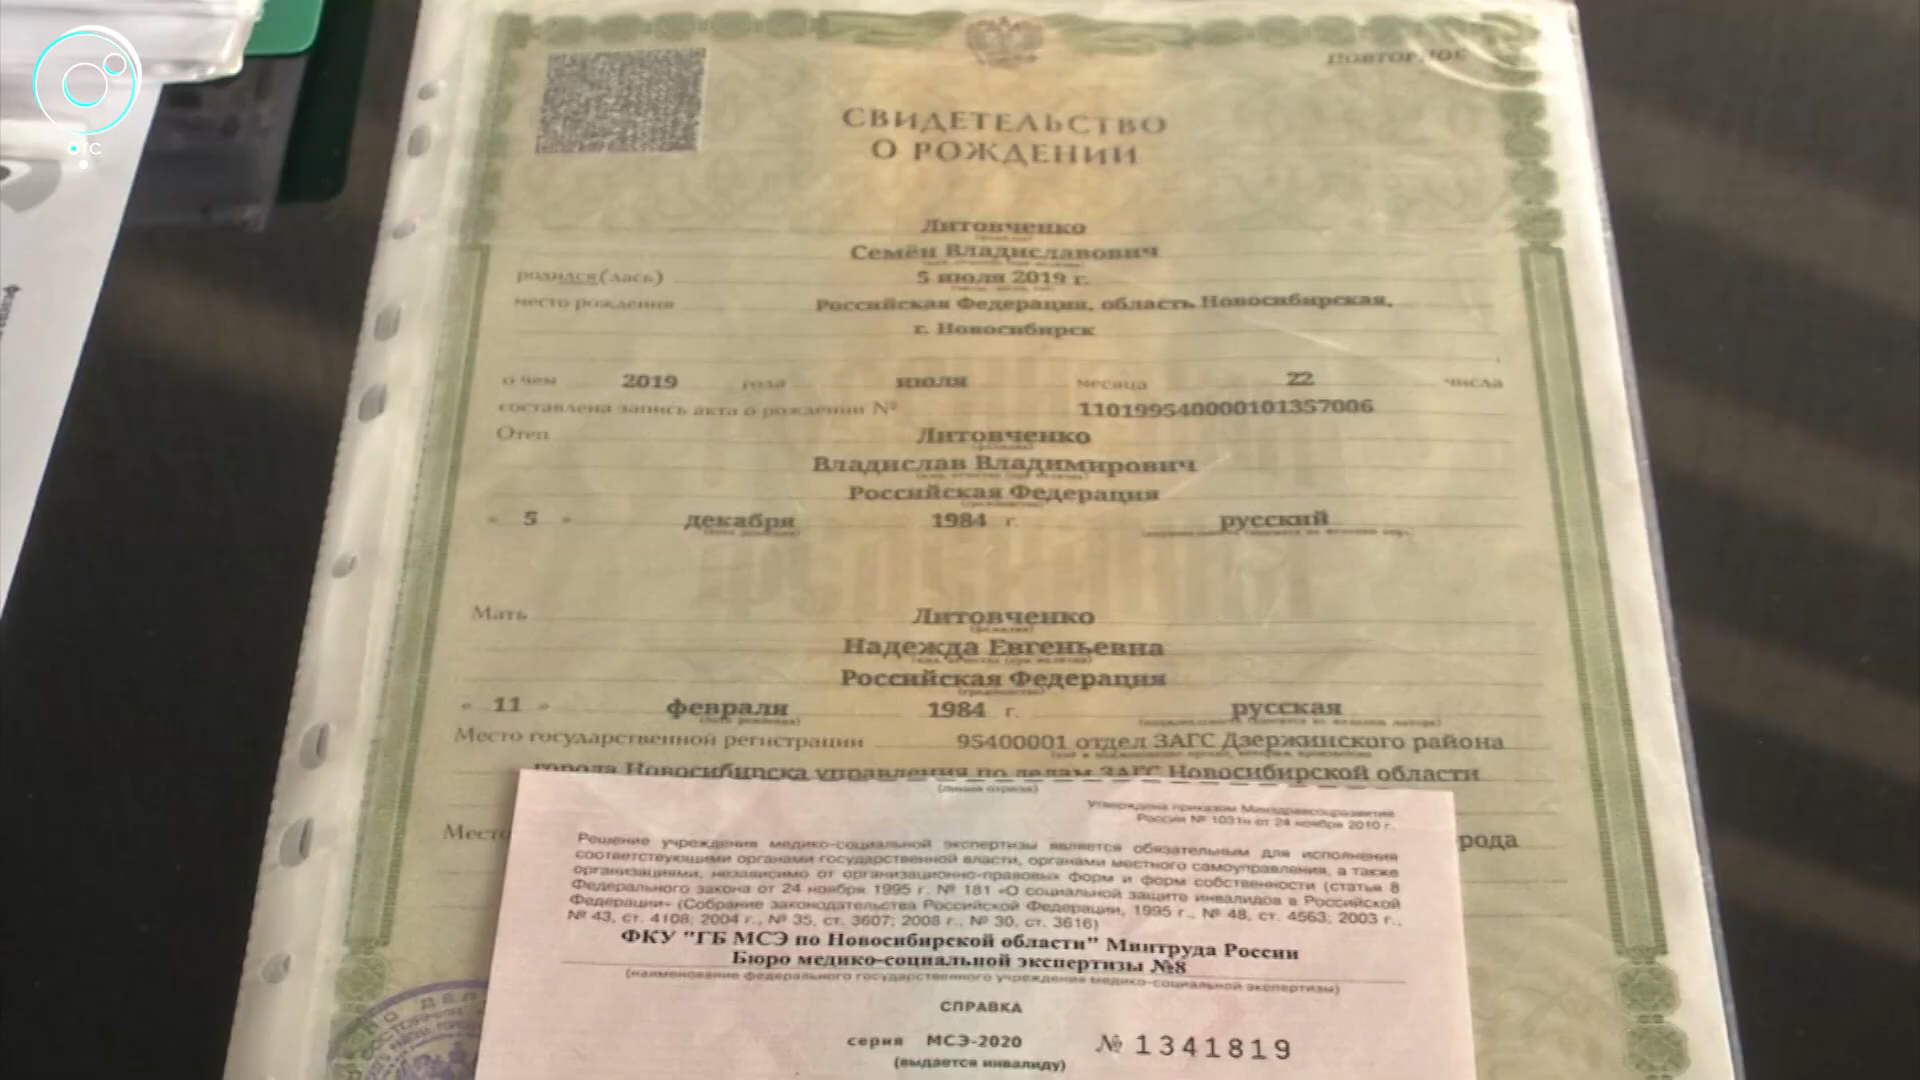 ОТС
ПОВТОРНОЕ
СВИДЕТЕЛЬСТВО
О РОЖДЕНИИ
Литовченко
Семён Владиславович
родился(лась) 5 июля 2019 г.
место рождения Российская Федерация, область Новосибирская,
г. Новосибирск
о чем 2019 года июля месяца 22 числа
составлена запись акта о рождении № 110199540000101357006
Отец Литовченко
Владислав Владимирович
Российская Федерация
« 5 » декабря 1984 г. русский
Мать Литовченко
Надежда Евгеньевна
Российская Федерация
« 11 » февраля 1984 г. русская
Место государственной регистрации 95400001 отдел ЗАГС Дзержинского района
города Новосибирска управления по делам ЗАГС Новосибирской области
(линия отреза)
Место рода
Утверждена приказом Минздравсоцразвития
России № 1031н от 24 ноября 2010 г.
Решение учреждения медико-социальной экспертизы является обязательным для исполнения
соответствующими органами государственной власти, органами местного самоуправления, а также
организациями, независимо от организационно-правовых форм и форм собственности (статья 8
Федерального закона от 24 ноября 1995 г. № 181 «О социальной защите инвалидов в Российской
Федерации» (Собрание законодательства Российской Федерации, 1995 г., № 48, ст. 4563; 2003 г.,
№ 43, ст. 4108; 2004 г., № 35, ст. 3607; 2008 г., № 30, ст. 3616)
ФКУ "ГБ МСЭ по Новосибирской области" Минтруда России
Бюро медико-социальной экспертизы №8
(наименование федерального государственного учреждения медико-социальной экспертизы)
СПРАВКА
серия МСЭ-2020 № 1341819
(выдается инвалиду)